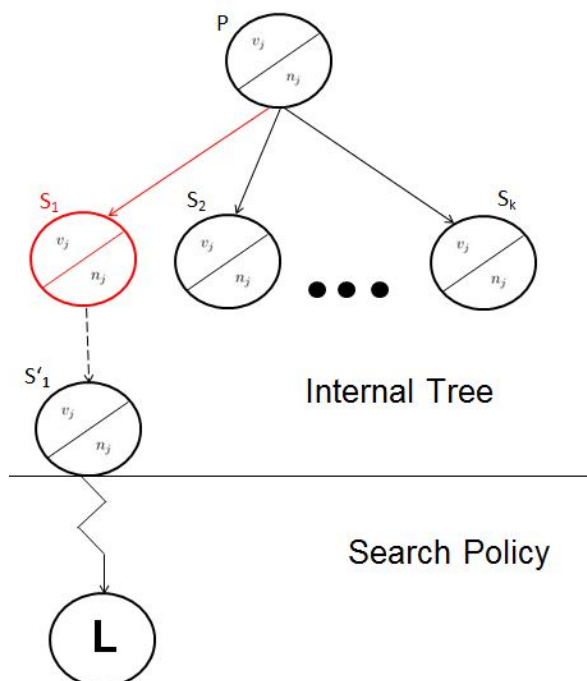 P
v_j
n_j
S_1 S_2 S_k
v_j v_j v_j
n_j n_j n_j
S‘_1
v_j
n_j
Internal Tree
Search Policy
L